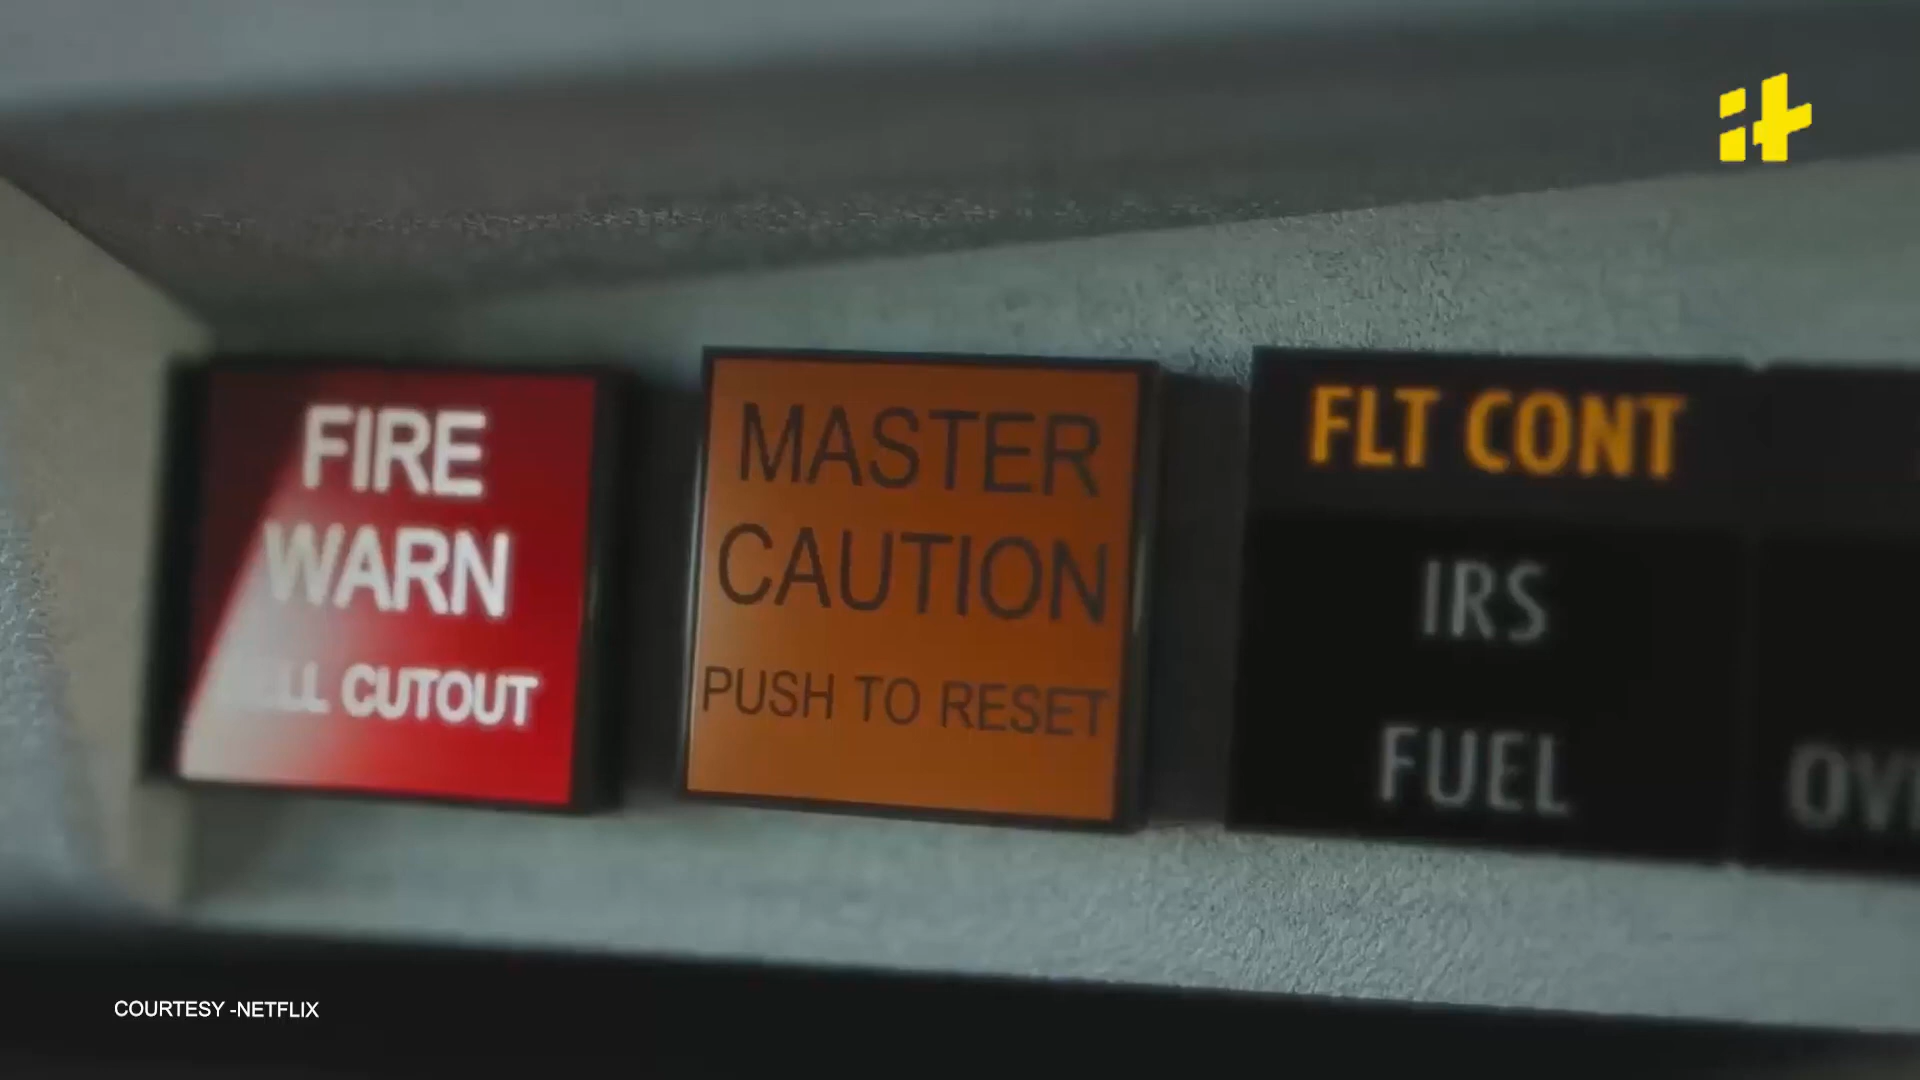 FIRE
WARN
CUTOUT
MASTER
CAUTION
PUSH TO RESET
FLT CONT
IRS
FUEL
COURTESY -NETFLIX